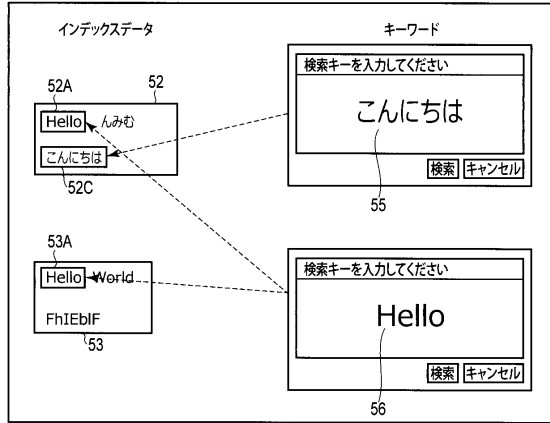 インデックスデータ
52A
52
Hello んみむ
こんにちは
52C
53A
Hello World
FhIEblF
53
キーワード
検索キーを入力してください
こんにちは
検索 キャンセル
55
検索キーを入力してください
Hello
検索 キャンセル
56